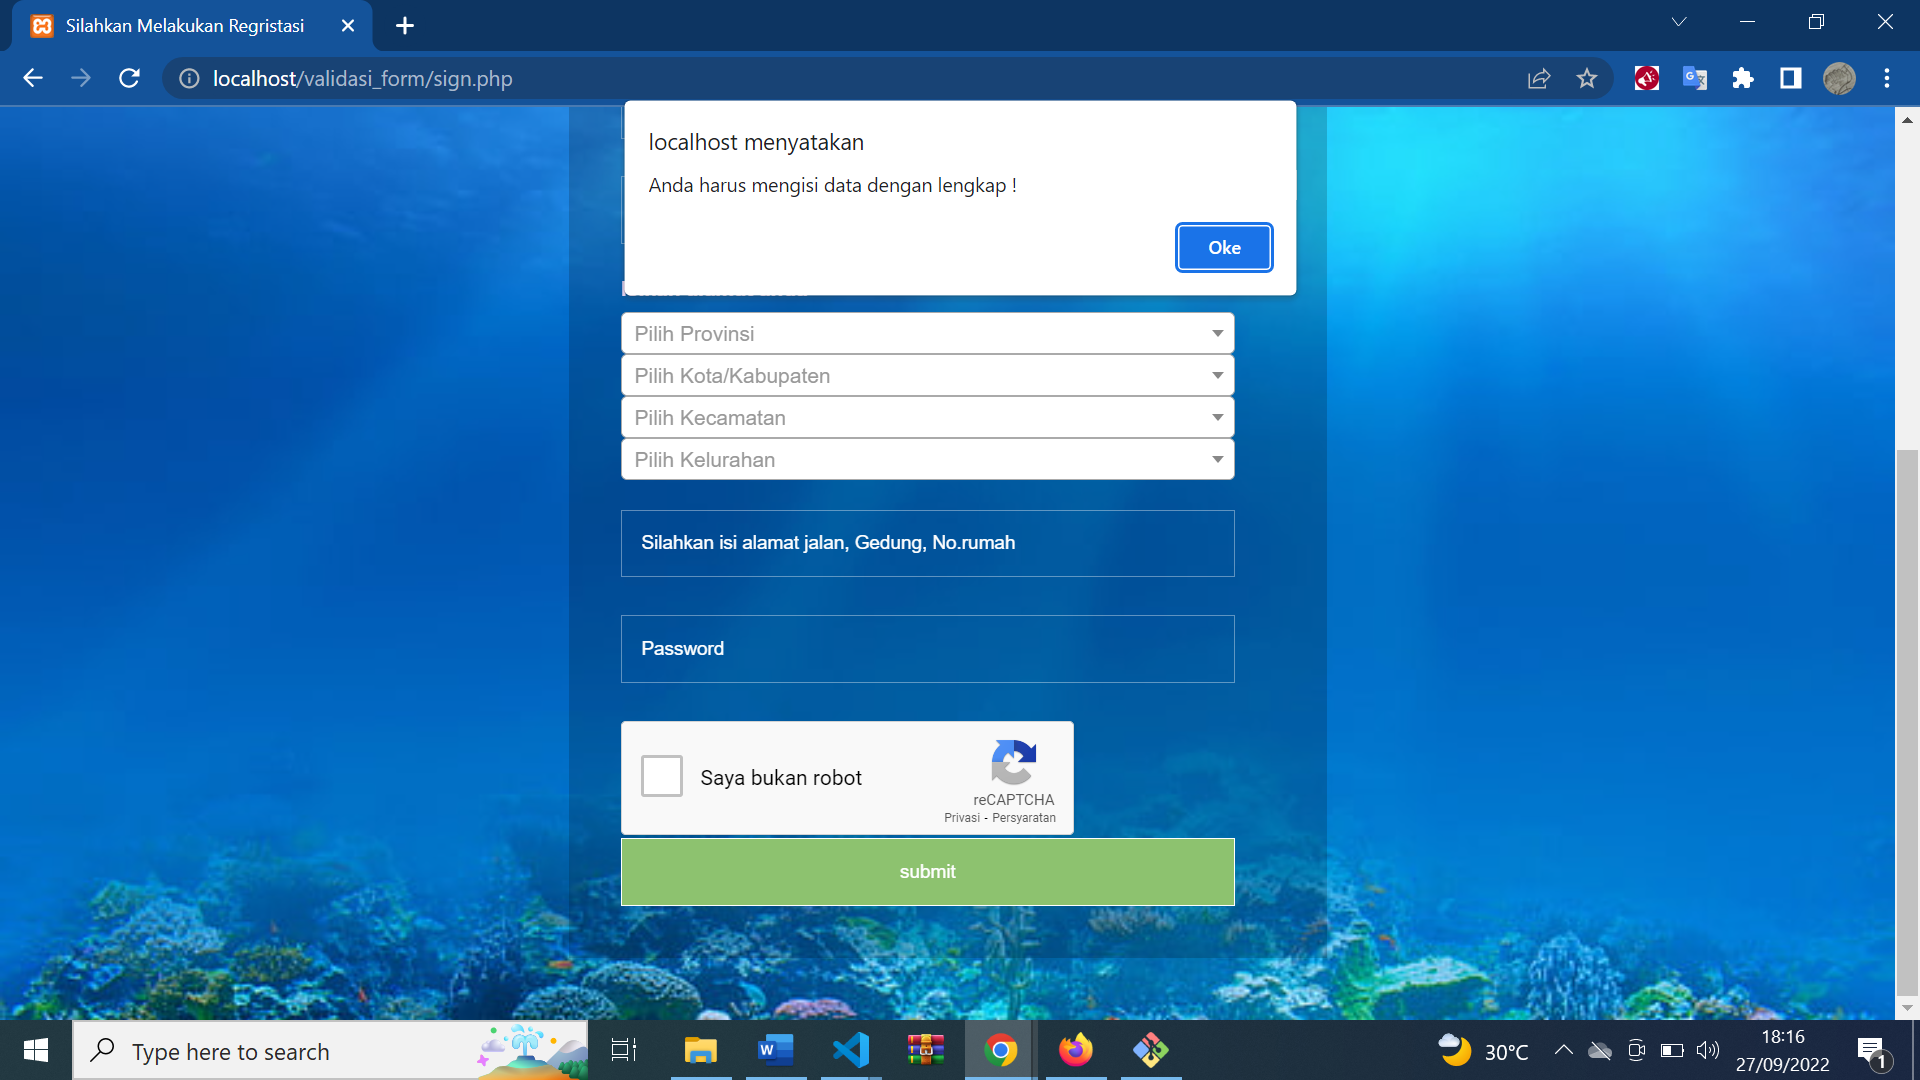 Silahkan Melakukan Regristasi
localhost/validasi_form/sign.php
localhost menyatakan
Anda harus mengisi data dengan lengkap !
Oke
Pilih Provinsi
Pilih Kota/Kabupaten
Pilih Kecamatan
Pilih Kelurahan
Silahkan isi alamat jalan, Gedung, No.rumah
Password
Saya bukan robot
reCAPTCHA
Privasi - Persyaratan
submit
Type here to search
30°C
18:16
27/09/2022
1